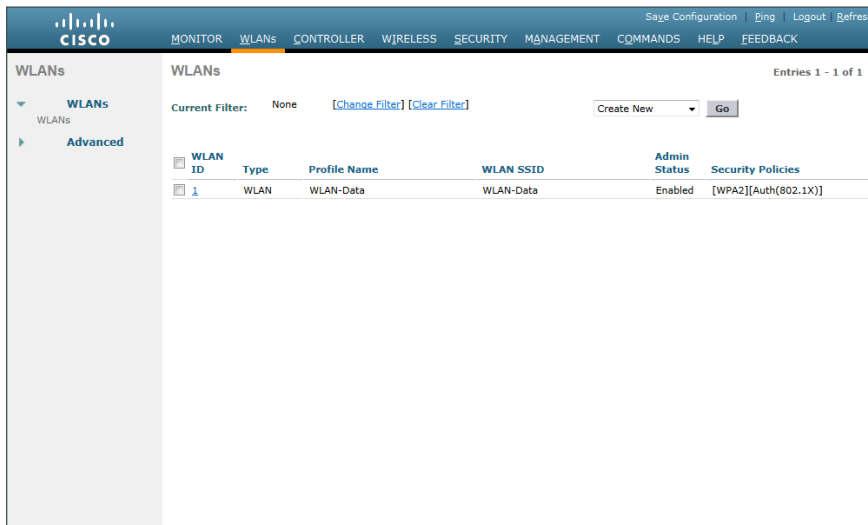 Save Configuration | Ping | Logout | Refres
CISCO MONITOR WLANs CONTROLLER WIRELESS SECURITY MANAGEMENT COMMANDS HELP FEEDBACK
WLANs
WLANs
WLANs
Advanced
WLANs Entries 1 - 1 of 1
Current Filter: None [Change Filter] [Clear Filter] Create New Go
WLAN ID Type Profile Name WLAN SSID Admin Status Security Policies
1 WLAN WLAN-Data WLAN-Data Enabled [WPA2][Auth(802.1X)]